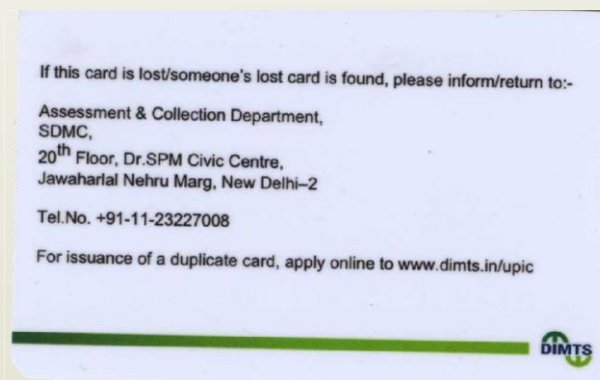 If this card is lost/someone's lost card is found, please inform/return to:-
Assessment & Collection Department,
SDMC,
20th Floor, Dr.SPM Civic Centre,
Jawaharlal Nehru Marg, New Delhi–2
Tel.No. +91-11-23227008
For issuance of a duplicate card, apply online to www.dimts.in/upic
DIMTS